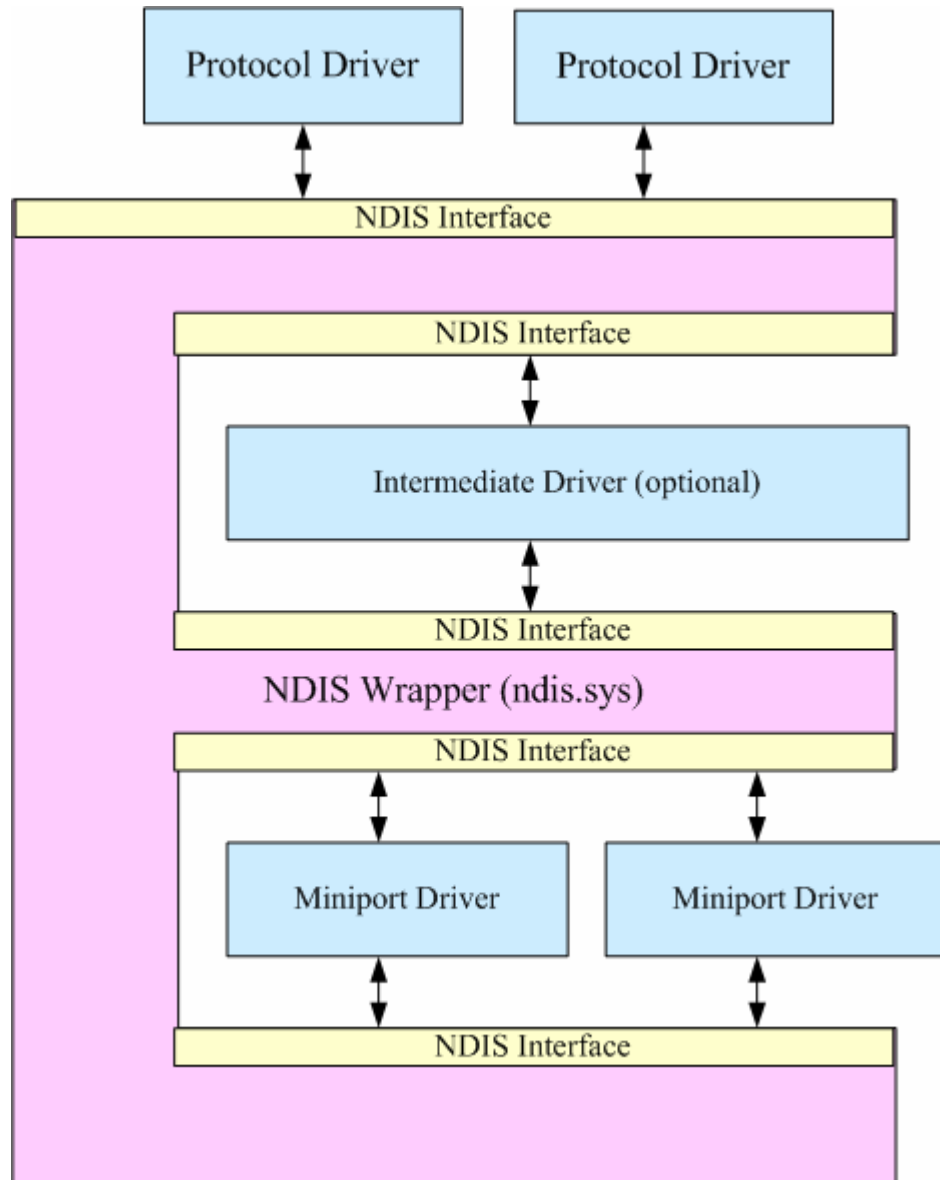 Protocol Driver
Protocol Driver
NDIS Interface
NDIS Interface
Intermediate Driver (optional)
NDIS Interface
NDIS Wrapper (ndis.sys)
NDIS Interface
Miniport Driver
Miniport Driver
NDIS Interface